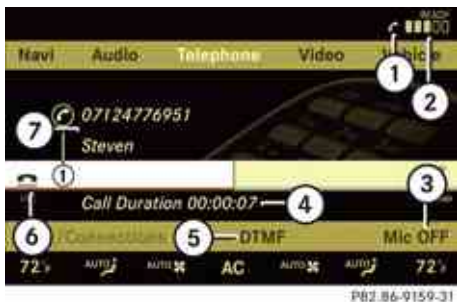 READY
Navi Audio Telephone Video Vehicle
1
2
7 07124776951
1
Steven
3
Call Duration 00:00:07 4
6 Connections 5 DTMF Mic OFF
72 AUTO AUTO AC AUTO AUTO 72
P82.86-9159-31